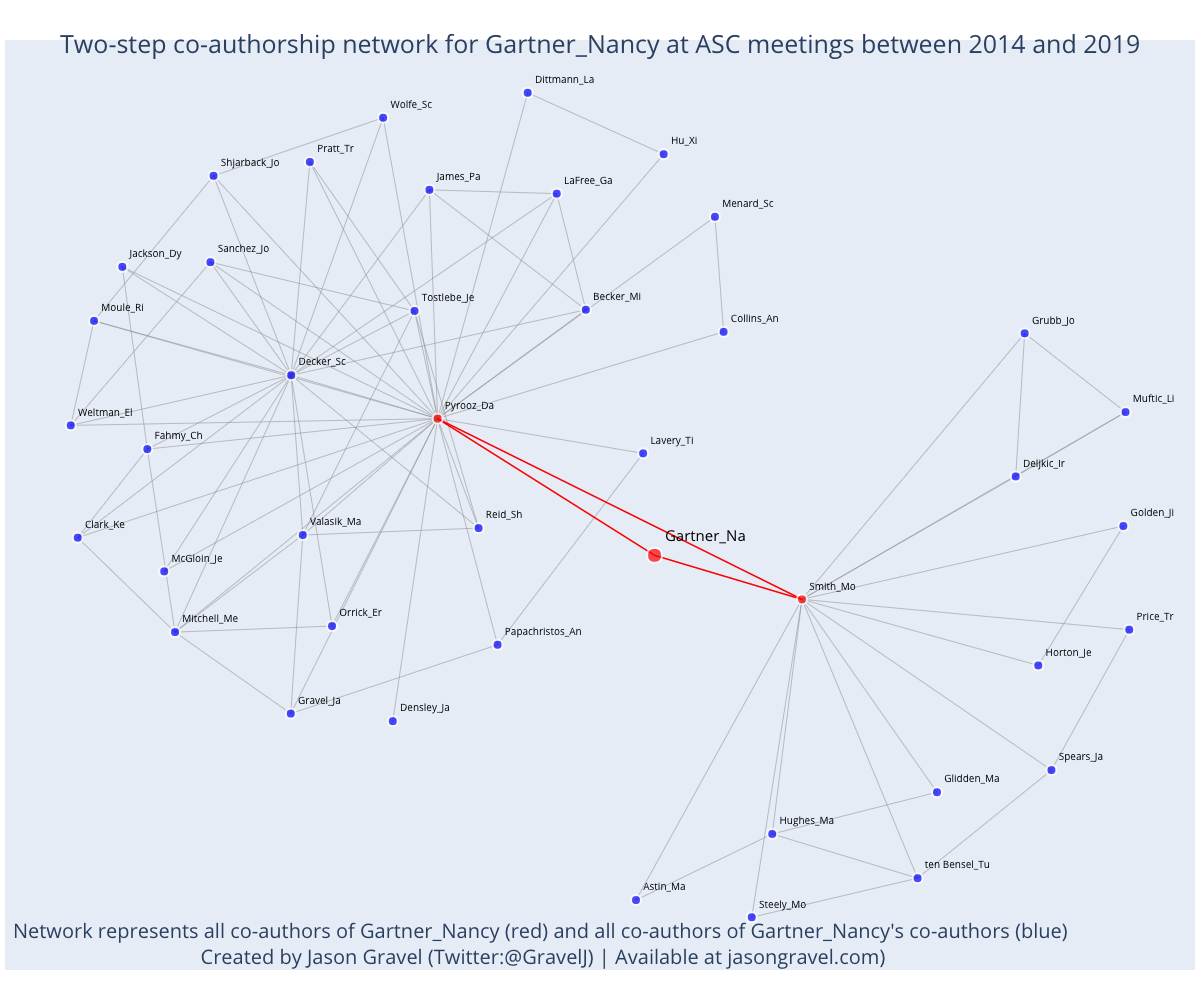 Two-step co-authorship network for Gartner_Nancy at ASC meetings between 2014 and 2019
Dittmann_La
Wolfe_Sc
Hu_Xi
Pratt_Tr
Shjarback_Jo
James_Pa
LaFree_Ga
Menard_Sc
Sanchez_Jo
Jackson_Dy
Tostlebe_Je
Becker_Mi
Moule_Ri
Collins_An
Grubb_Jo
Decker_Sc
Muftic_Li
Pyrooz_Da
Weitman_El
Fahmy_Ch
Lavery_Ti
Deljkic_Ir
Reid_Sh
Golden_Ji
Clark_Ke
Valasik_Ma
Gartner_Na
McGloin_Je
Smith_Mo
Orrick_Er
Mitchell_Me
Price_Tr
Papachristos_An
Horton_Je
Gravel_Ja
Densley_Ja
Spears_Ja
Glidden_Ma
Hughes_Ma
ten Bensel_Tu
Astin_Ma
Steely_Mo
Network represents all co-authors of Gartner_Nancy (red) and all co-authors of Gartner_Nancy's co-authors (blue)
Created by Jason Gravel (Twitter:@GravelJ) | Available at jasongravel.com)